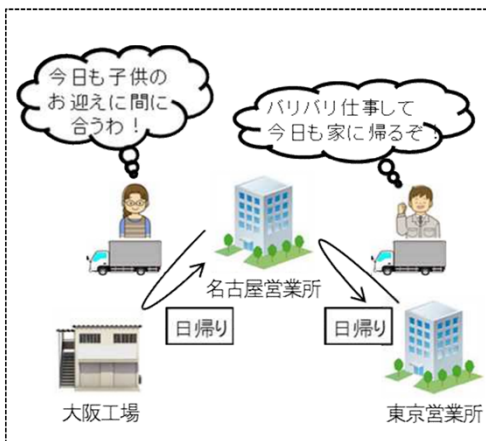 今日も子供の
お迎えに間に
合うわ！
バリバリ仕事して
今日も家に帰るぞ！
名古屋営業所
日帰り
日帰り
大阪工場
東京営業所